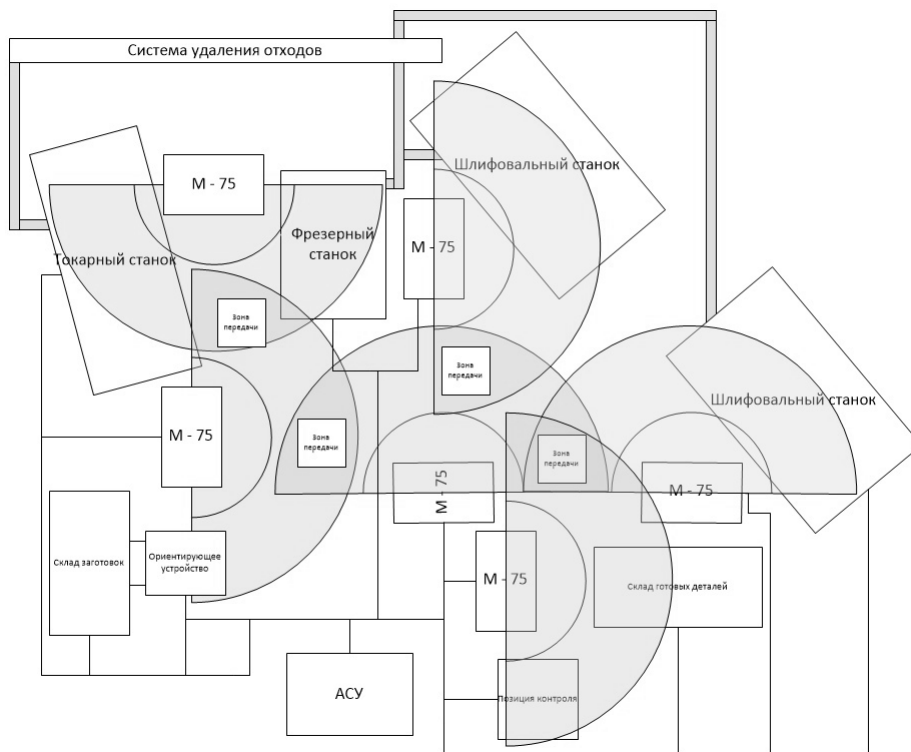 Система удаления отходов
М - 75
Шлифовальный станок
Фрезерный
станок
М - 75
Токарный станок
Зона
передачи
Зона
передачи
Шлифовальный станок
М - 75
Зона
передачи
Зона
передачи
М - 75
М - 75
Склад заготовок
Ориентирующее
устройство
М - 75
Склад готовых деталей
АСУ
Позиция контроля